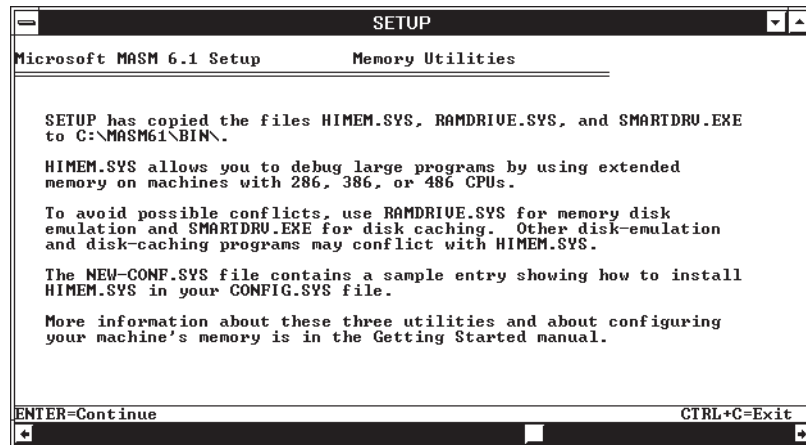 SETUP
Microsoft MASM 6.1 Setup Memory Utilities
SETUP has copied the files HIMEM.SYS, RAMDRIVE.SYS, and SMARTDRV.EXE
to C:\MASM61\BIN\.
HIMEM.SYS allows you to debug large programs by using extended
memory on machines with 286, 386, or 486 CPUs.
To avoid possible conflicts, use RAMDRIVE.SYS for memory disk
emulation and SMARTDRV.EXE for disk caching.  Other disk-emulation
and disk-caching programs may conflict with HIMEM.SYS.
The NEW-CONF.SYS file contains a sample entry showing how to install
HIMEM.SYS in your CONFIG.SYS file.
More information about these three utilities and about configuring
your machine's memory is in the Getting Started manual.
ENTER=Continue CTRL+C=Exit